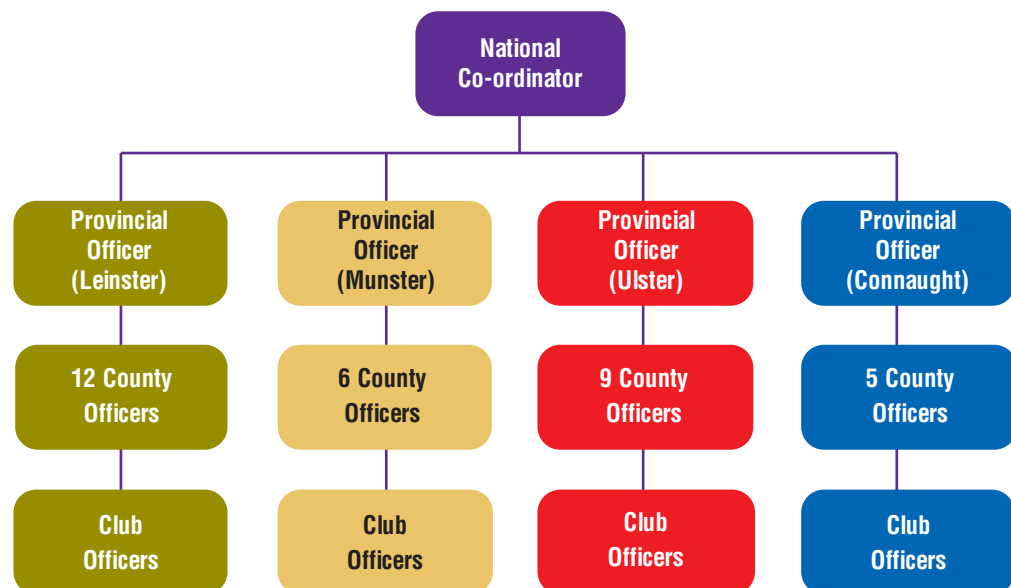 National
Co-ordinator
Provincial
Officer
(Leinster)
Provincial
Officer
(Munster)
Provincial
Officer
(Ulster)
Provincial
Officer
(Connaught)
12 County
Officers
6 County
Officers
9 County
Officers
5 County
Officers
Club
Officers
Club
Officers
Club
Officers
Club
Officers